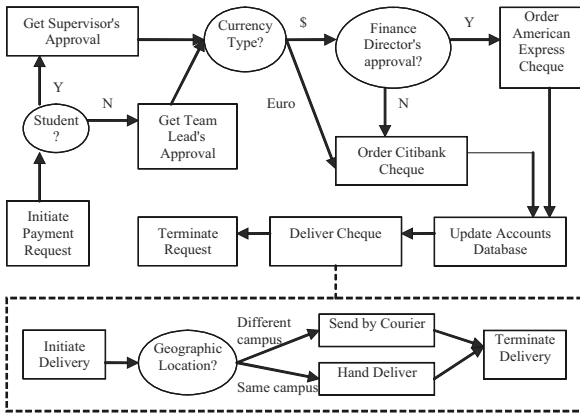 Get Supervisor's
Approval
Currency
Type?
$
Finance
Director's
approval?
Y
Order
American
Express
Cheque
Y
N
Student
?
Get Team
Lead's
Approval
Euro
N
Order Citibank
Cheque
Initiate
Payment
Request
Terminate
Request
Deliver Cheque
Update Accounts
Database
Initiate
Delivery
Geographic
Location?
Different
campus
Same campus
Send by Courier
Hand Deliver
Terminate
Delivery